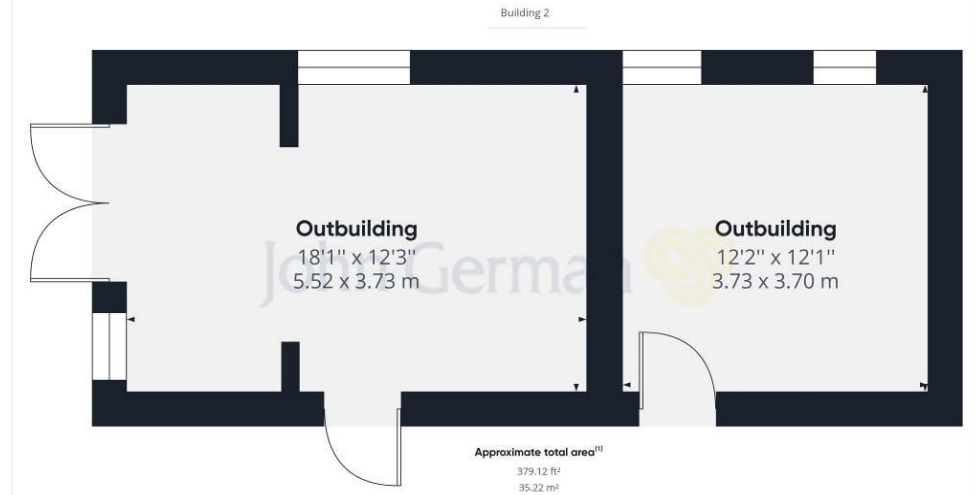 Building 2
Outbuilding
18'1'' x 12'3''
5.52 x 3.73 m
Outbuilding
12'2'' x 12'1''
3.73 x 3.70 m
John German
Approximate total area(1)
379.12 ft²
35.22 m²